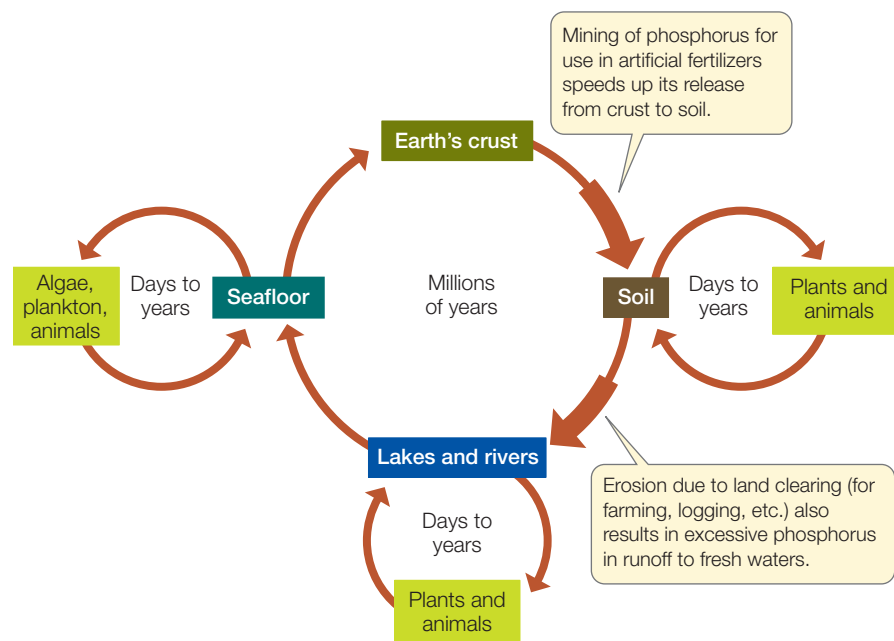 Mining of phosphorus for
use in artificial fertilizers
speeds up its release
from crust to soil.
Earth's crust
Algae,
plankton,
animals
Days to
years
Seafloor
Millions
of years
Soil
Days to
years
Plants and
animals
Lakes and rivers
Days to
years
Plants and
animals
Erosion due to land clearing (for
farming, logging, etc.) also
results in excessive phosphorus
in runoff to fresh waters.